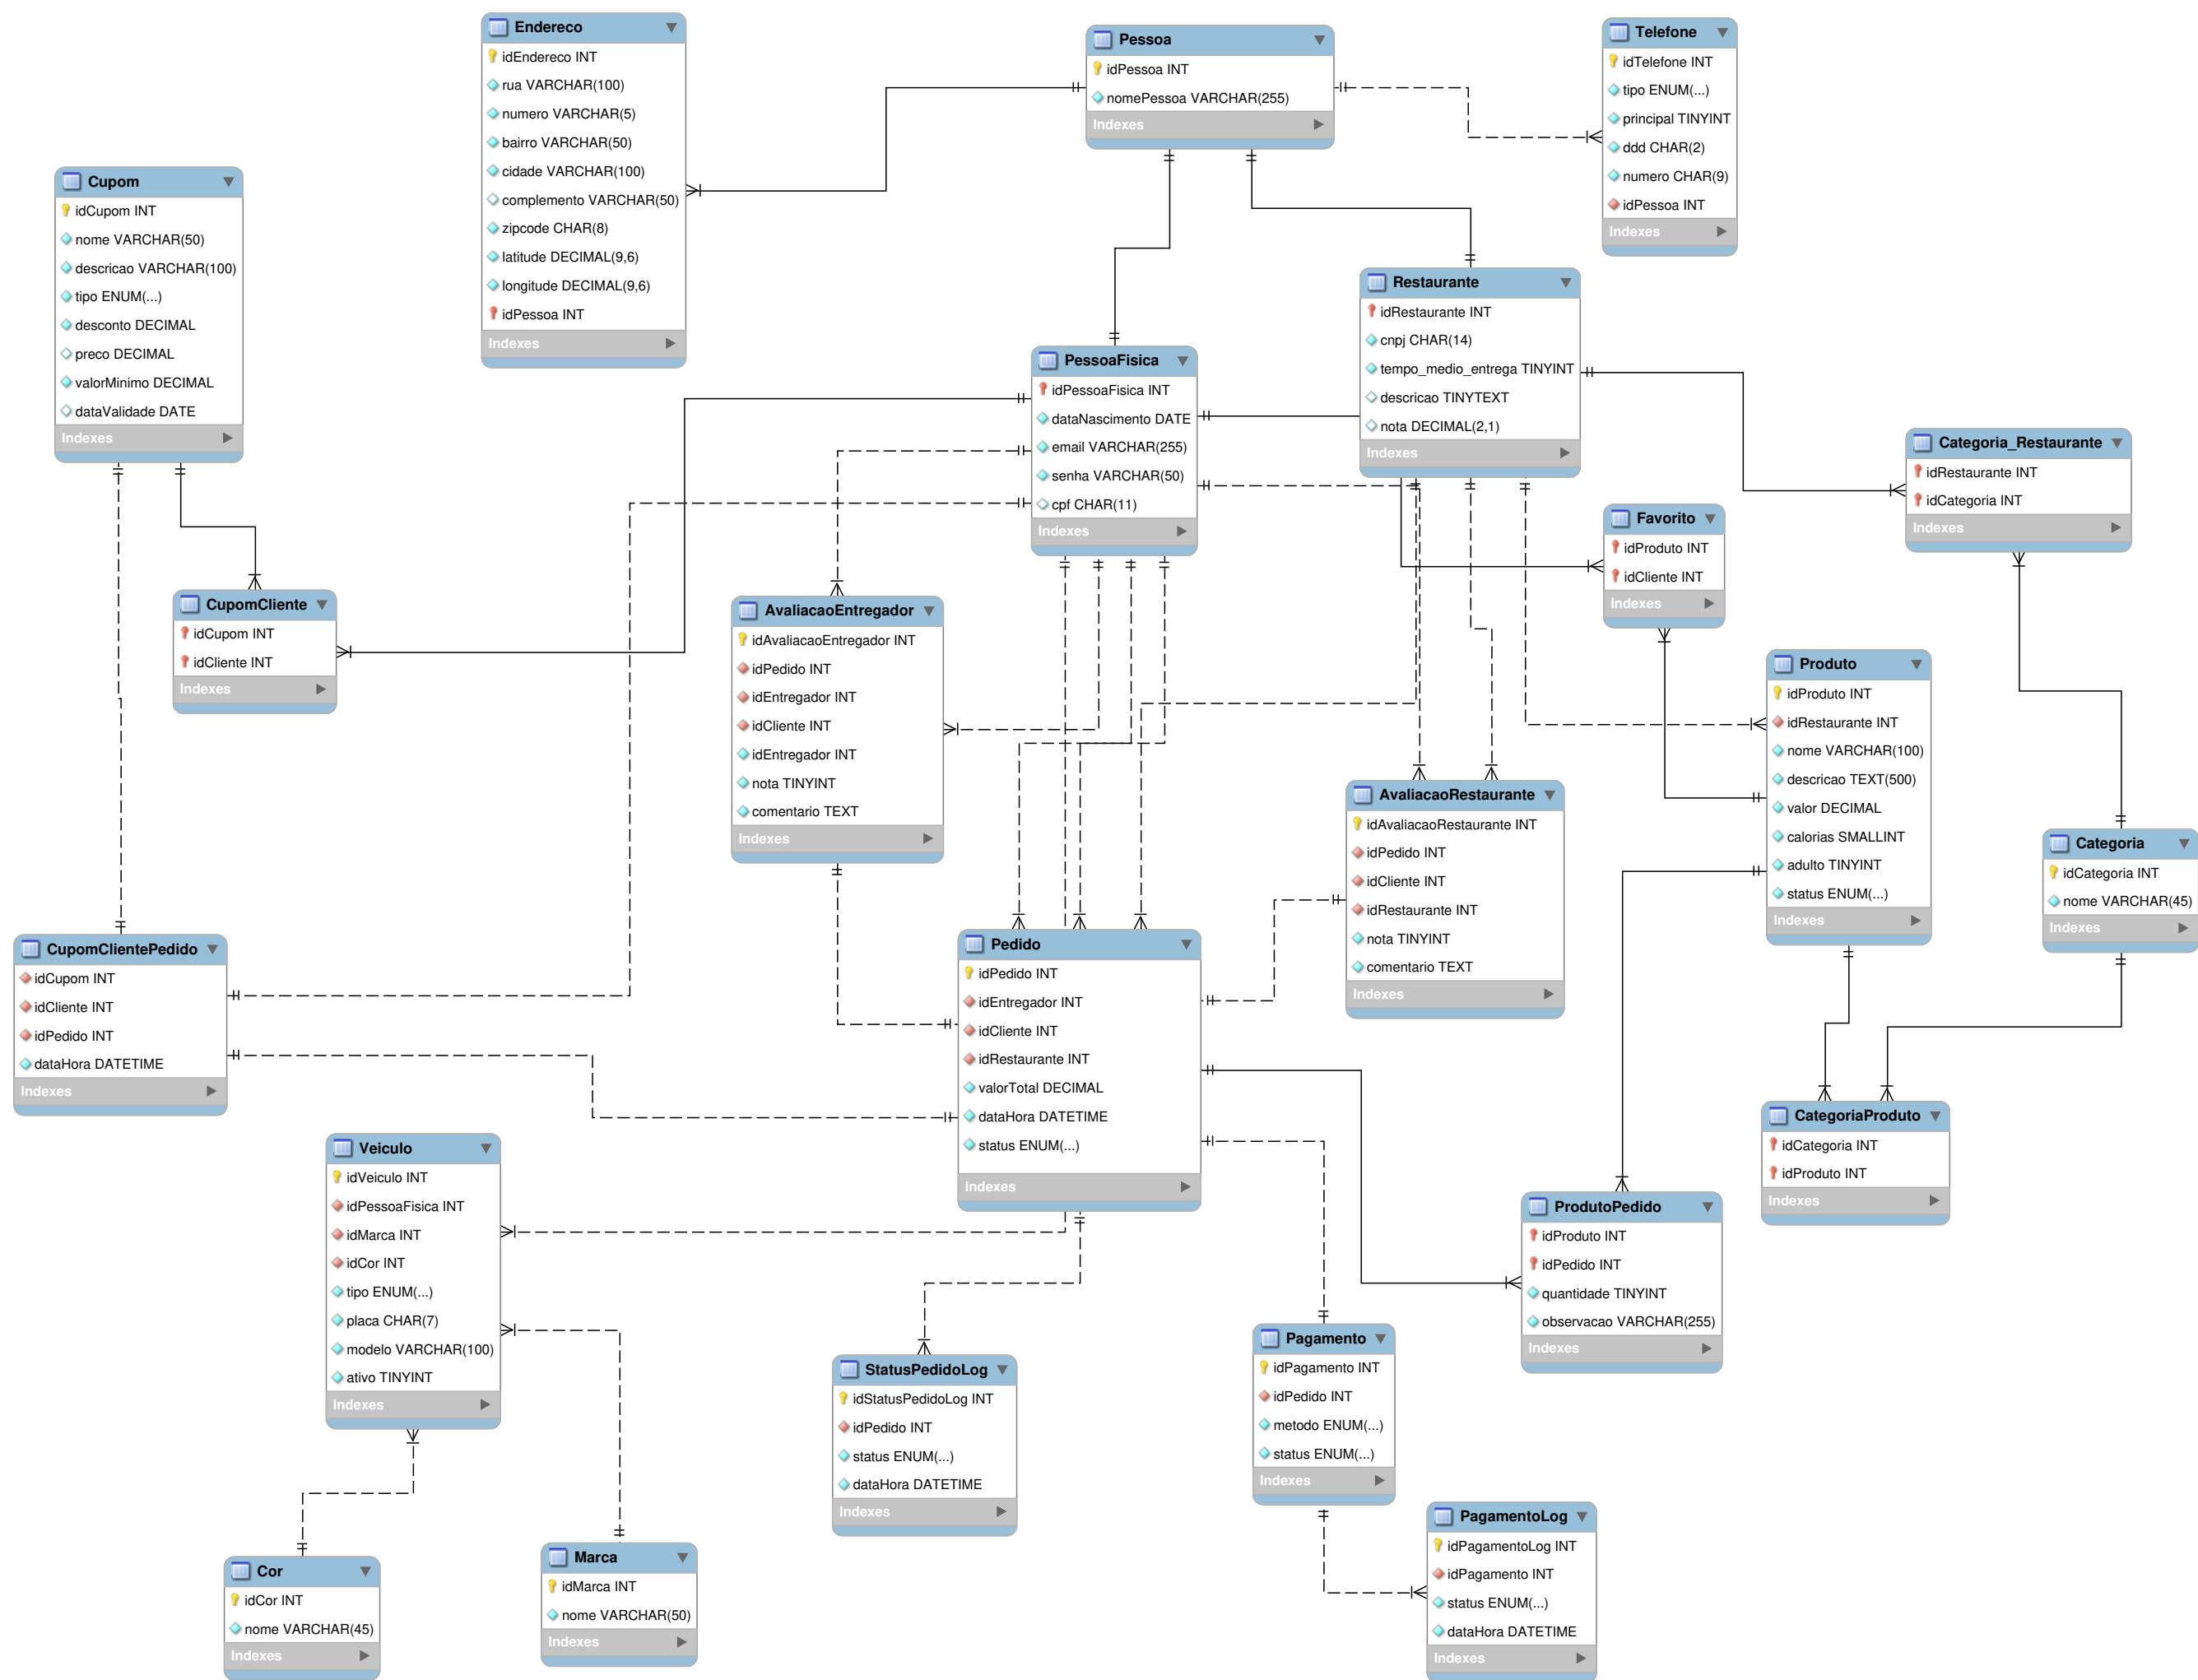 Endereco
idEndereco INT
rua VARCHAR(100)
numero VARCHAR(5)
bairro VARCHAR(50)
cidade VARCHAR(100)
complemento VARCHAR(50)
zipcode CHAR(8)
latitude DECIMAL(9,6)
longitude DECIMAL(9,6)
idPessoa INT
Indexes
Pessoa
idPessoa INT
nomePessoa VARCHAR(255)
Indexes
Telefone
idTelefone INT
tipo ENUM(...)
principal TINYINT
ddd CHAR(2)
numero CHAR(9)
idPessoa INT
Indexes
Cupom
idCupom INT
nome VARCHAR(50)
descricao VARCHAR(100)
tipo ENUM(...)
desconto DECIMAL
preco DECIMAL
valorMinimo DECIMAL
dataValidade DATE
Indexes
PessoaFisica
idPessoaFisica INT
dataNascimento DATE
email VARCHAR(255)
senha VARCHAR(50)
cpf CHAR(11)
Indexes
Restaurante
idRestaurante INT
cnpj CHAR(14)
tempo_medio_entrega TINYINT
descricao TINYTEXT
nota DECIMAL(2,1)
Indexes
Categoria_Restaurante
idRestaurante INT
idCategoria INT
Indexes
Favorito
idProduto INT
idCliente INT
Indexes
CupomCliente
idCupom INT
idCliente INT
Indexes
AvaliacaoEntregador
idAvaliacaoEntregador INT
idPedido INT
idEntregador INT
idCliente INT
idEntregador INT
nota TINYINT
comentario TEXT
Indexes
Produto
idProduto INT
idRestaurante INT
nome VARCHAR(100)
descricao TEXT(500)
valor DECIMAL
calorias SMALLINT
adulto TINYINT
status ENUM(...)
Indexes
AvaliacaoRestaurante
idAvaliacaoRestaurante INT
idPedido INT
idCliente INT
idRestaurante INT
nota TINYINT
comentario TEXT
Indexes
Categoria
idCategoria INT
nome VARCHAR(45)
Indexes
CupomClientePedido
idCupom INT
idCliente INT
idPedido INT
dataHora DATETIME
Indexes
Pedido
idPedido INT
idEntregador INT
idCliente INT
idRestaurante INT
valorTotal DECIMAL
dataHora DATETIME
status ENUM(...)
Indexes
CategoriaProduto
idCategoria INT
idProduto INT
Indexes
Veiculo
idVeiculo INT
idPessoaFisica INT
idMarca INT
idCor INT
tipo ENUM(...)
placa CHAR(7)
modelo VARCHAR(100)
ativo TINYINT
Indexes
ProdutoPedido
idProduto INT
idPedido INT
quantidade TINYINT
observacao VARCHAR(255)
Indexes
StatusPedidoLog
idStatusPedidoLog INT
idPedido INT
status ENUM(...)
dataHora DATETIME
Indexes
Pagamento
idPagamento INT
idPedido INT
metodo ENUM(...)
status ENUM(...)
Indexes
PagamentoLog
idPagamentoLog INT
idPagamento INT
status ENUM(...)
dataHora DATETIME
Indexes
Cor
idCor INT
nome VARCHAR(45)
Indexes
Marca
idMarca INT
nome VARCHAR(50)
Indexes